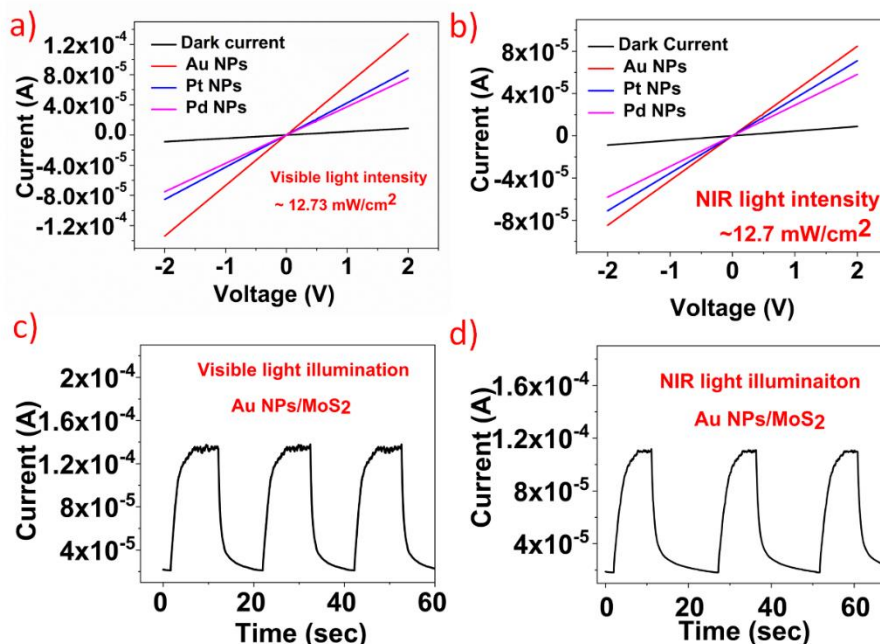 a)
Current (A)
1.2x10-4
8.0x10-5
4.0x10-5
0.0
-4.0x10-5
-8.0x10-5
-1.2x10-4
Dark current
Au NPs
Pt NPs
Pd NPs
Visible light intensity
~ 12.73 mW/cm2
-2 -1 0 1 2
Voltage (V)
b)
Current (A)
8x10-5
4x10-5
0
-4x10-5
-8x10-5
Dark Current
Au NPs
Pt NPs
Pd NPs
NIR light intensity
~12.7 mW/cm2
-2 -1 0 1 2
Voltage (V)
c)
Current (A)
2x10-4
1.6x10-4
1.2x10-4
8x10-5
4x10-5
Visible light illumination
Au NPs/MoS2
0 20 40 60
Time (sec)
d)
Current (A)
1.6x10-4
1.2x10-4
8x10-5
4x10-5
NIR light illuminaiton
Au NPs/MoS2
0 20 40 60
Time (sec)